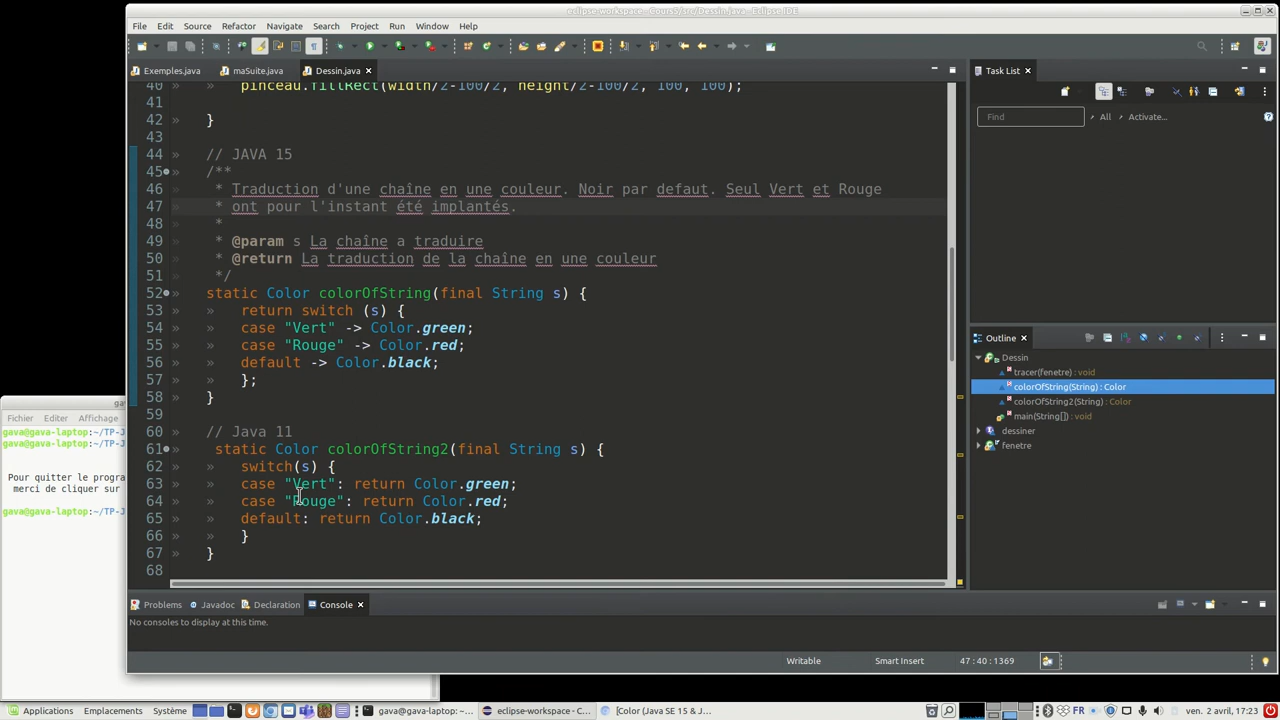 eclipse-workspace - Cours5/src/Dessin.java - Eclipse IDE
File Edit Source Refactor Navigate Search Project Run Window Help
Exemples.java maSuite.java Dessin.java
Task List
Find All Activate...
40 pinceau.fillRect(width/2-100/2, height/2-100/2, 100, 100);
41
42 }
43
44 // JAVA 15
45 /**
46 * Traduction d'une chaîne en une couleur. Noir par defaut. Seul Vert et Rouge
47 * ont pour l'instant été implantés.
48 *
49 * @param s La chaîne a traduire
50 * @return La traduction de la chaîne en une couleur
51 */
52 static Color colorOfString(final String s) {
53 return switch (s) {
54 case "Vert" -> Color.green;
55 case "Rouge" -> Color.red;
56 default -> Color.black;
57 };
58 }
59
60 // Java 11
61 static Color colorOfString2(final String s) {
62 switch(s) {
63 case "Vert": return Color.green;
64 case "Rouge": return Color.red;
65 default: return Color.black;
66 }
67 }
68
Outline
Dessin
tracer(fenetre) : void
colorOfString(String) : Color
colorOfString2(String) : Color
main(String[]) : void
dessiner
fenetre
Fichier Editer Affichage
gava@gava-laptop:~/TP-J
gava@gava-laptop:~/TP-J
Pour quitter le progra
merci de cliquer sur
gava@gava-laptop:~/TP-J
Problems Javadoc Declaration Console
No consoles to display at this time.
Writable Smart Insert 47 : 40 : 1369
Applications Emplacements Système gava@gava-laptop: ~/... eclipse-workspace - C... [Color (Java SE 15 & J... FR ven. 2 avril, 17:23